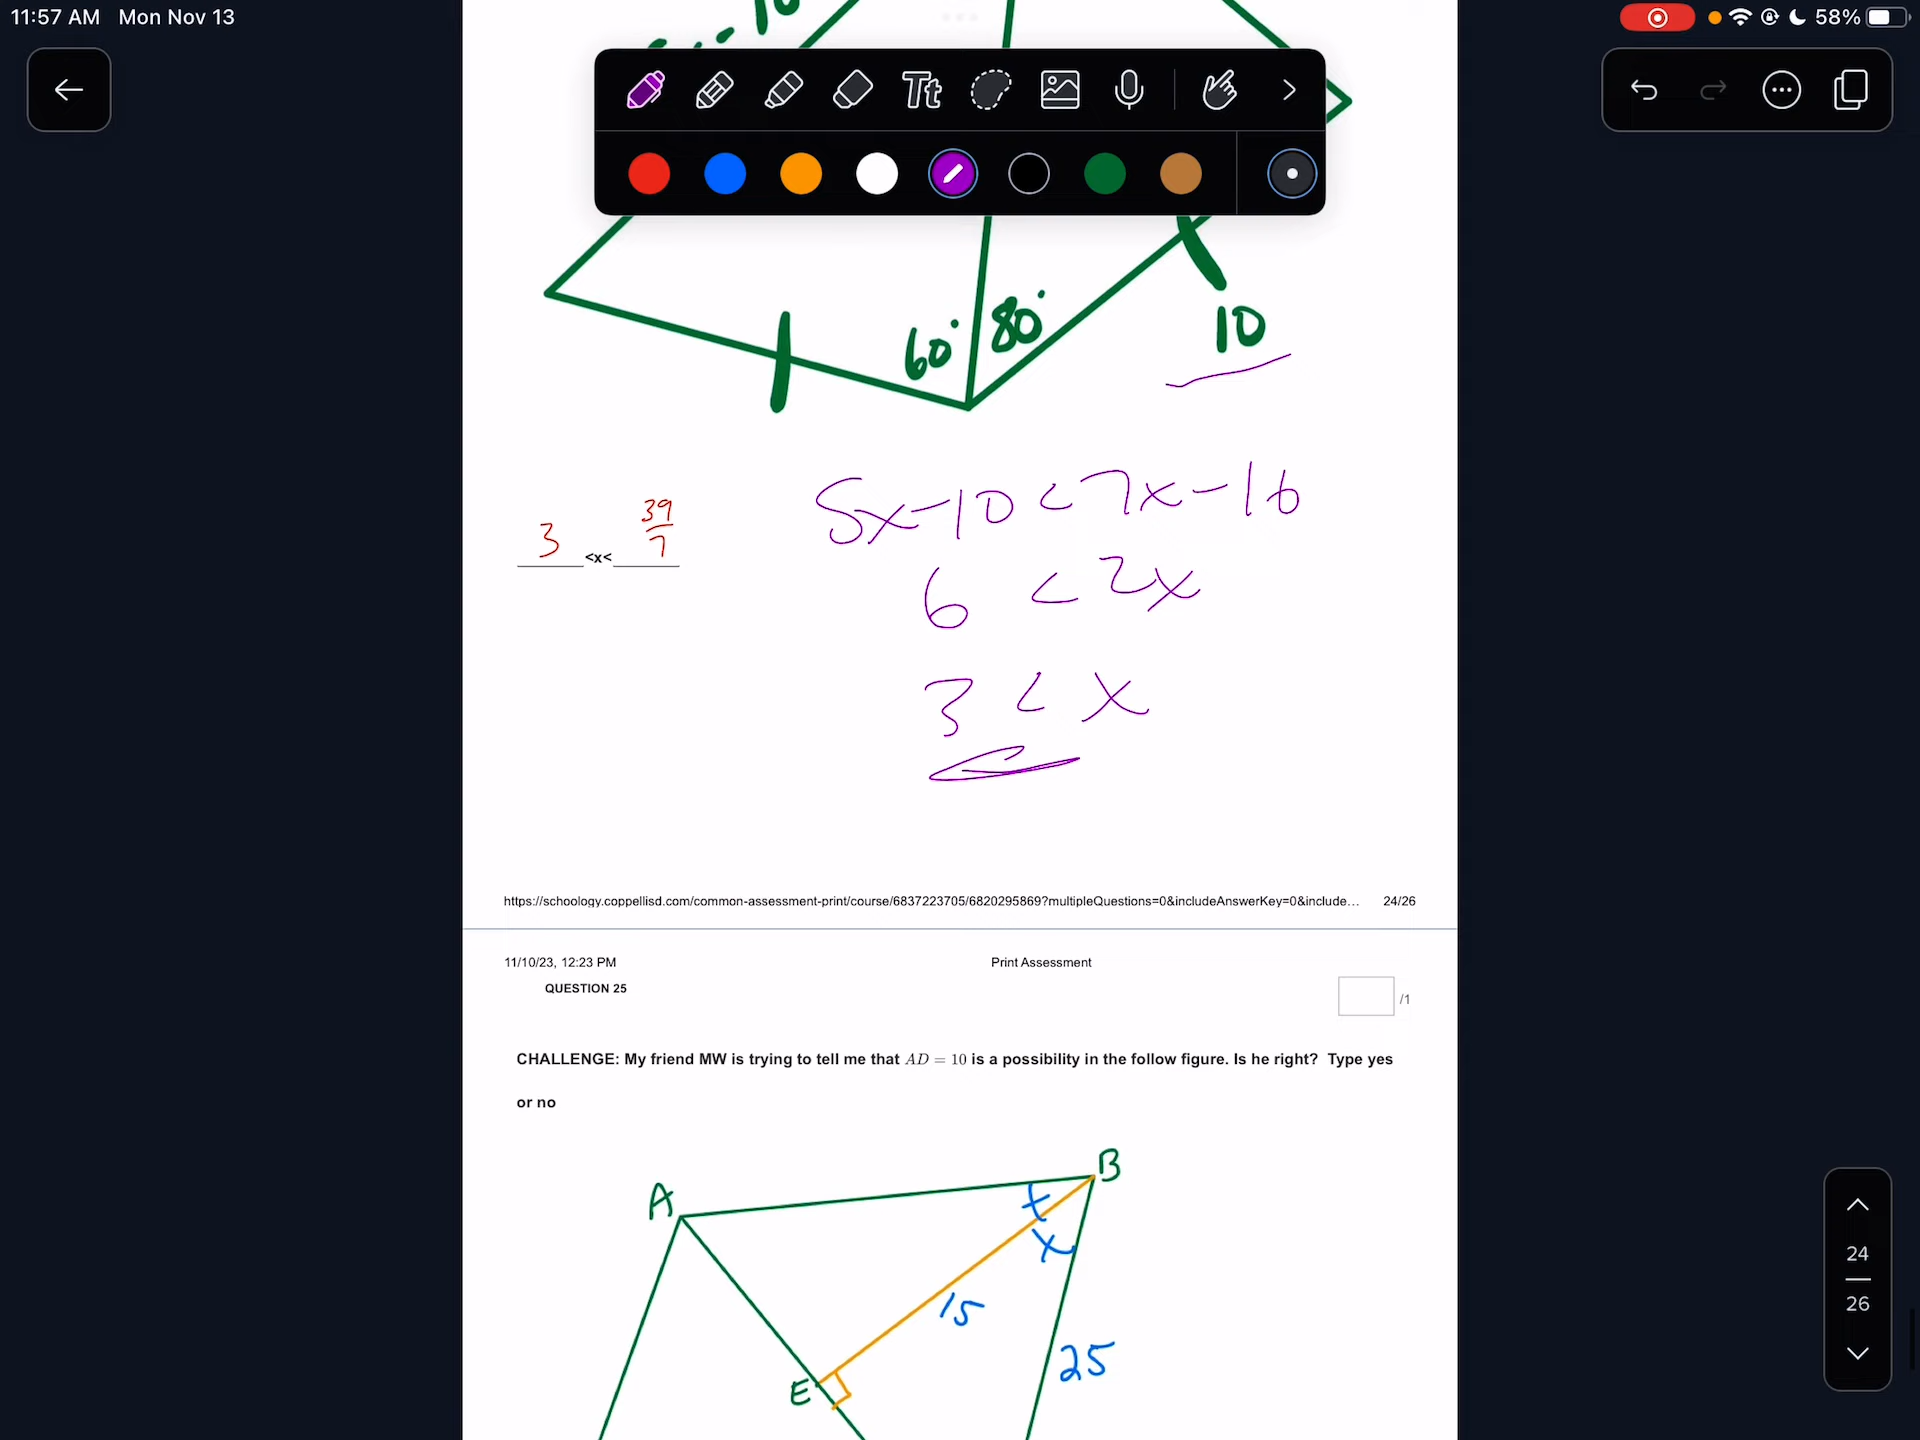 11:57 AM Mon Nov 13
58%
Tt
60° 80°
10
5x-10<7x-16
39
3 <x< 7
6 < 2x
3 < x
https://schoology.coppellisd.com/common-assessment-print/course/6837223705/6820295869?multipleQuestions=0&includeAnswerKey=0&include… 24/26
11/10/23, 12:23 PM Print Assessment
QUESTION 25
/1
CHALLENGE: My friend MW is trying to tell me that AD = 10 is a possibility in the follow figure. Is he right? Type yes
or no
B
A
x
x
15
25
E
24
26